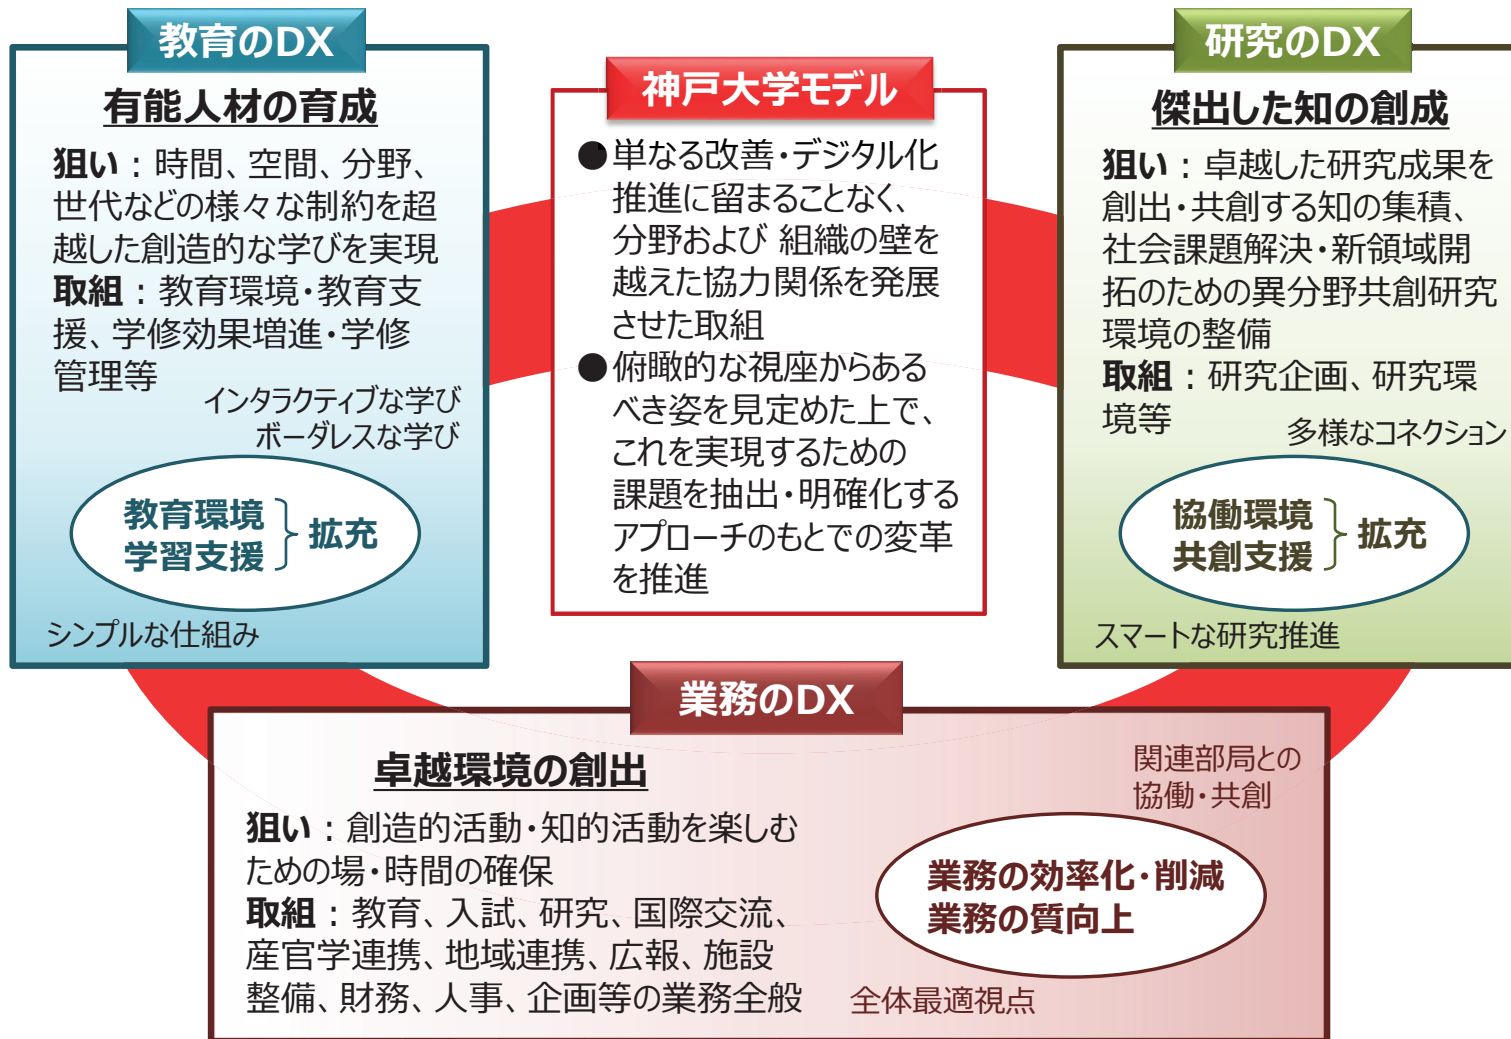 教育のDX
有能人材の育成
狙い：時間、空間、分野、
世代などの様々な制約を超
越した創造的な学びを実現
取組：教育環境・教育支
援、学修効果増進・学修
管理等
インタラクティブな学び
ボーダレスな学び
教育環境
学習支援
拡充
シンプルな仕組み
神戸大学モデル
●単なる改善・デジタル化
推進に留まることなく、
分野および 組織の壁を
越えた協力関係を発展
させた取組
●俯瞰的な視座からある
べき姿を見定めた上で、
これを実現するための
課題を抽出・明確化する
アプローチのもとでの変革
を推進
研究のDX
傑出した知の創成
狙い：卓越した研究成果を
創出・共創する知の集積、
社会課題解決・新領域開
拓のための異分野共創研究
環境の整備
取組：研究企画、研究環
境等
多様なコネクション
協働環境
共創支援
拡充
スマートな研究推進
業務のDX
卓越環境の創出
狙い：創造的活動・知的活動を楽しむ
ための場・時間の確保
取組：教育、入試、研究、国際交流、
産官学連携、地域連携、広報、施設
整備、財務、人事、企画等の業務全般
関連部局との
協働・共創
業務の効率化・削減
業務の質向上
全体最適視点